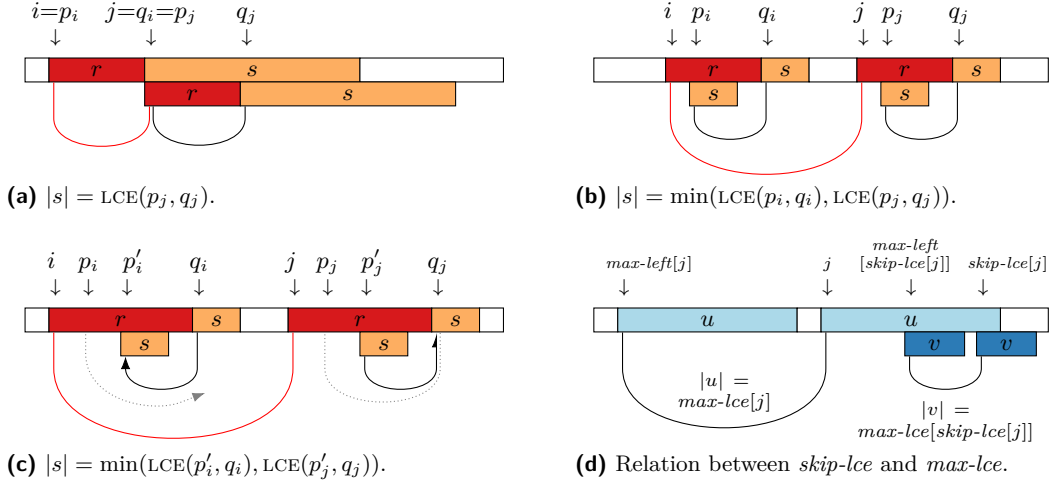 i=p_i j=q_i=p_j q_j
r s
r s
(a) |s| = LCE(p_j, q_j).
i p_i q_i j p_j q_j
r s r s
s s
(b) |s| = min(LCE(p_i, q_i), LCE(p_j, q_j)).
i p_i p'_i q_i j p_j p'_j q_j
r s r s
s s
(c) |s| = min(LCE(p'_i, q_i), LCE(p'_j, q_j)).
max-left
max-left[j] j [skip-lce[j]] skip-lce[j]
u u
v v
|u| =
max-lce[j]
|v| =
max-lce[skip-lce[j]]
(d) Relation between skip-lce and max-lce.